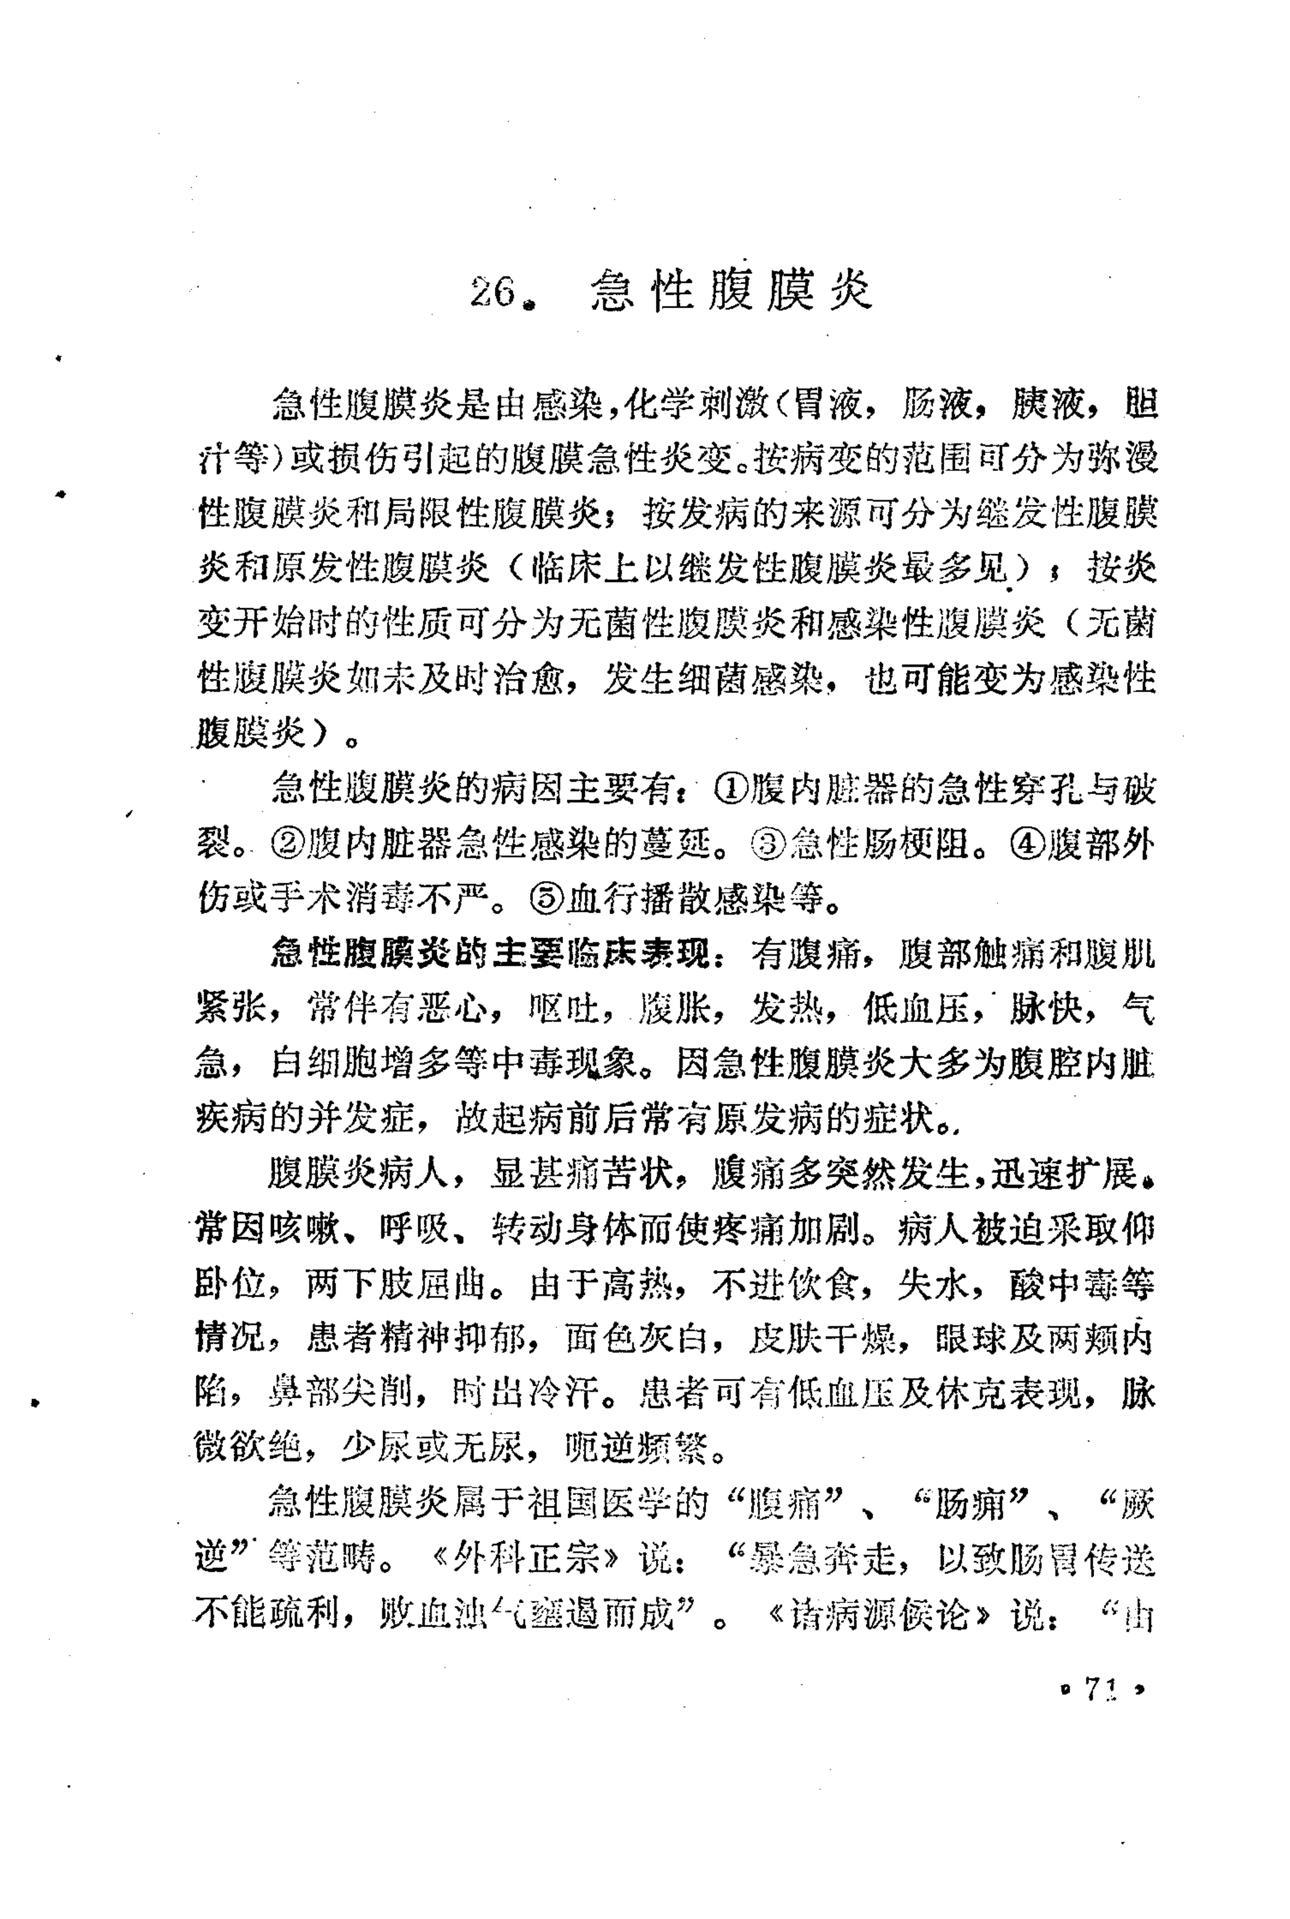 26. 急性腹膜炎
急性腹膜炎是由感染,化学刺激(胃液，肠液，胰液，胆
汁等)或损伤引起的腹膜急性炎变。按病变的范围可分为弥漫
性腹膜炎和局限性腹膜炎；按发病的来源可分为继发性腹膜
炎和原发性腹膜炎（临床上以继发性腹膜炎最多见）；按炎
变开始时的性质可分为无菌性腹膜炎和感染性腹膜炎（无菌
性腹膜炎如未及时治愈，发生细菌感染，也可能变为感染性
腹膜炎）。
急性腹膜炎的病因主要有：①腹内脏器的急性穿孔与破
裂。②腹内脏器急性感染的蔓延。③急性肠梗阻。④腹部外
伤或手术消毒不严。⑤血行播散感染等。
急性腹膜炎的主要临床表现：有腹痛，腹部触痛和腹肌
紧张，常伴有恶心，呕吐，腹胀，发热，低血压，脉快，气
急，白细胞增多等中毒现象。因急性腹膜炎大多为腹腔内脏
疾病的并发症，故起病前后常有原发病的症状。
腹膜炎病人，显甚痛苦状，腹痛多突然发生,迅速扩展。
常因咳嗽、呼吸、转动身体而使疼痛加剧。病人被迫采取仰
卧位，两下肢屈曲。由于高热，不进饮食，失水，酸中毒等
情况，患者精神抑郁，面色灰白，皮肤干燥，眼球及两颊内
陷，鼻部尖削，时出冷汗。患者可有低血压及休克表现，脉
微欲绝，少尿或无尿，呃逆频繁。
急性腹膜炎属于祖国医学的“腹痛”、“肠痈”、“厥
逆”等范畴。《外科正宗》说：“暴急奔走，以致肠胃传送
不能疏利，败血浊气壅遏而成”。《诸病源候论》说：“由
·71·